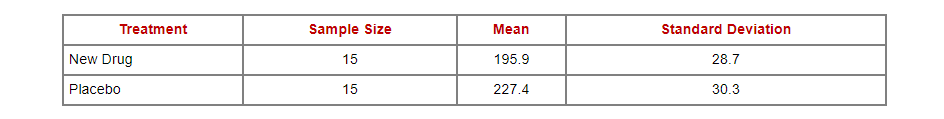 Treatment Sample Size Mean Standard Deviation
New Drug 15 195.9 28.7
Placebo 15 227.4 30.3